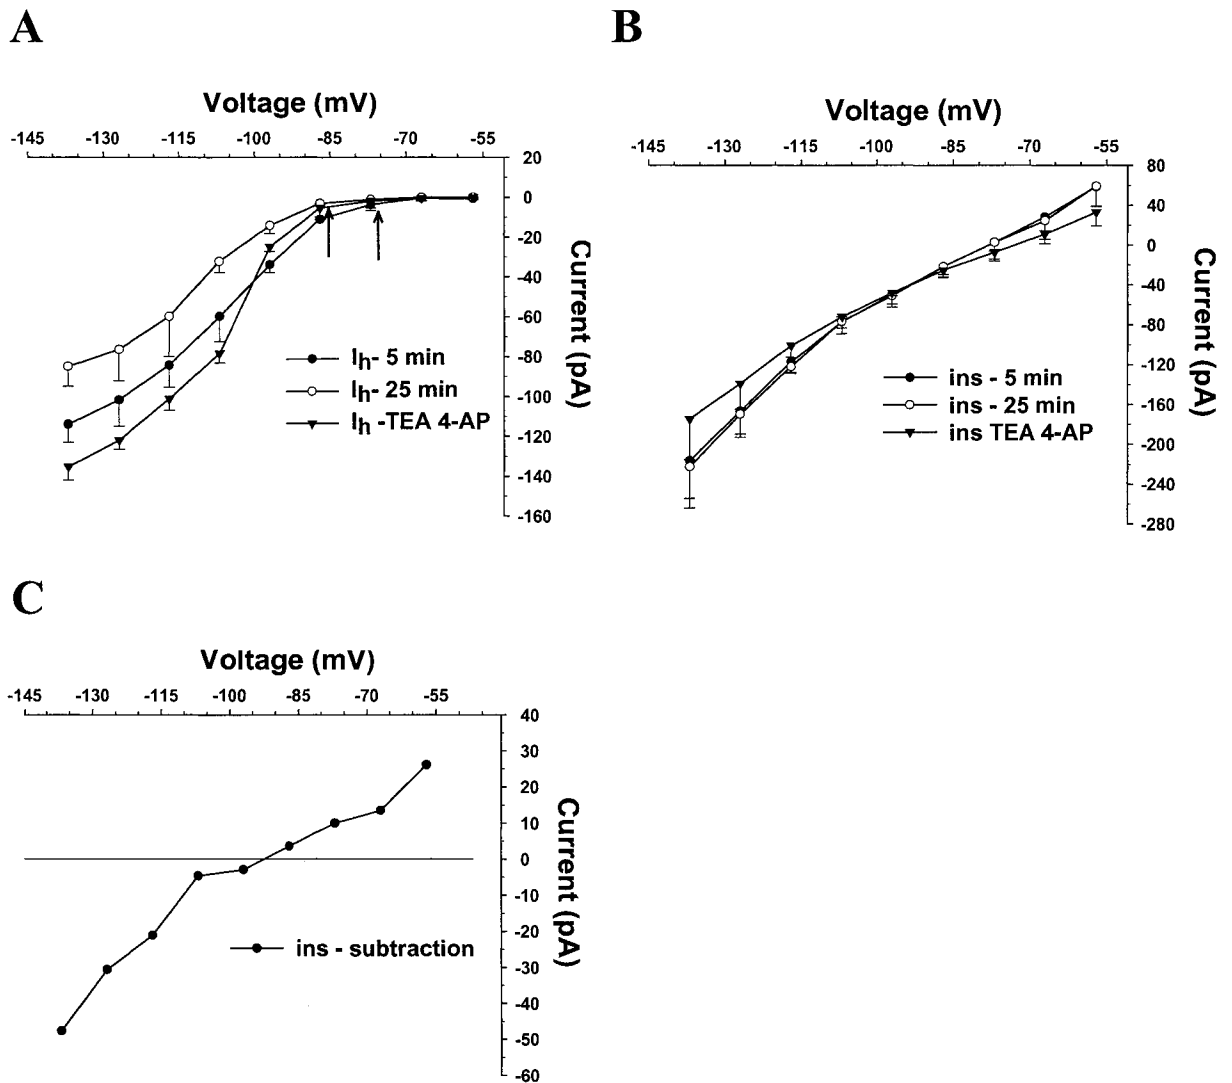 A
Voltage (mV)
-145 -130 -115 -100 -85 -70 -55
20
0
-20
-40
-60
-80
-100
-120
-140
-160
Current (pA)
Ih- 5 min
Ih- 25 min
Ih -TEA 4-AP
B
Voltage (mV)
-145 -130 -115 -100 -85 -70 -55
80
40
0
-40
-80
-120
-160
-200
-240
-280
Current (pA)
ins - 5 min
ins - 25 min
ins TEA 4-AP
C
Voltage (mV)
-145 -130 -115 -100 -85 -70 -55
40
30
20
10
0
-10
-20
-30
-40
-50
-60
Current (pA)
ins - subtraction